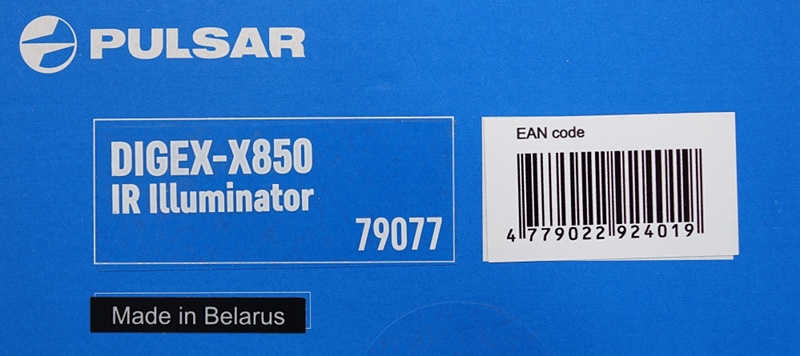 PULSAR
DIGEX-X850
IR Illuminator
79077
EAN code
4 779022 924019
Made in Belarus